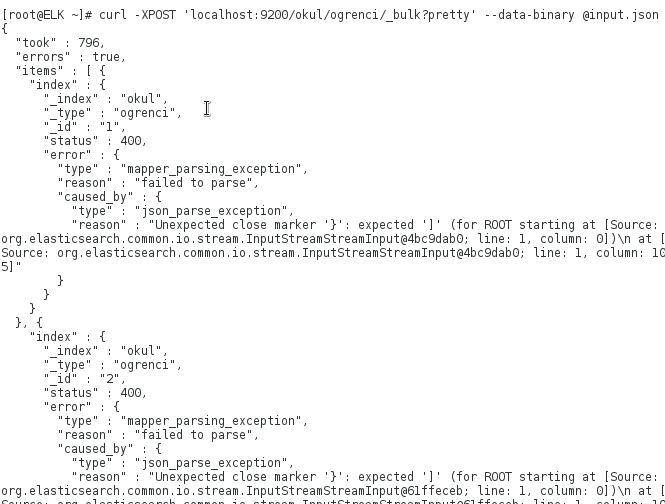 [root@ELK ~]# curl -XPOST 'localhost:9200/okul/ogrenci/_bulk?pretty' --data-binary @input.json
{
  "took" : 796,
  "errors" : true,
  "items" : [ {
    "index" : {
      "_index" : "okul",
      "_type" : "ogrenci",
      "_id" : "1",
      "status" : 400,
      "error" : {
        "type" : "mapper_parsing_exception",
        "reason" : "failed to parse",
        "caused_by" : {
          "type" : "json_parse_exception",
          "reason" : "Unexpected close marker '}': expected ']' (for ROOT starting at [Source:
org.elasticsearch.common.io.stream.InputStreamStreamInput@4bc9dab0; line: 1, column: 0])\n at [
Source: org.elasticsearch.common.io.stream.InputStreamStreamInput@4bc9dab0; line: 1, column: 10
5]"
        }
      }
    }
  }, {
    "index" : {
      "_index" : "okul",
      "_type" : "ogrenci",
      "_id" : "2",
      "status" : 400,
      "error" : {
        "type" : "mapper_parsing_exception",
        "reason" : "failed to parse",
        "caused_by" : {
          "type" : "json_parse_exception",
          "reason" : "Unexpected close marker '}': expected ']' (for ROOT starting at [Source:
org.elasticsearch.common.io.stream.InputStreamStreamInput@61ffeceb; line: 1, column: 0])\n at [